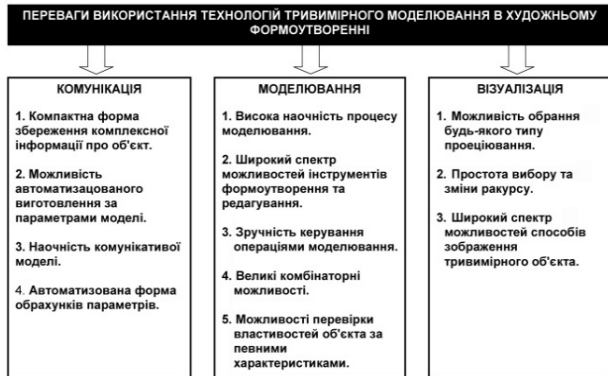 ПЕРЕВАГИ ВИКОРИСТАННЯ ТЕХНОЛОГІЙ ТРИВИМІРНОГО МОДЕЛЮВАННЯ В ХУДОЖНЬОМУ
ФОРМОУТВОРЕННІ
КОМУНІКАЦІЯ
1. Компактна форма
збереження комплексної
інформації про об'єкт.
2. Можливість
автоматизацованого
виготовлення за
параметрами моделі.
3. Наочність комунікативої
моделі.
4. Автоматизована форма
обрахунків параметрів.
МОДЕЛЮВАННЯ
1. Висока наочність процесу
моделювання.
2. Широкий спектр
можливостей інструментів
формоутворення та
редагування.
3. Зручність керування
операціями моделювання.
4. Великі комбінаторні
можливості.
5. Можливості перевірки
властивостей об'єкта за
певними
характеристиками.
ВІЗУАЛІЗАЦІЯ
1. Можливість обрання
будь-якого типу
проеціювання.
2. Простота вибору та
зміни ракурсу.
3. Широкий спектр
можливостей способів
зображення
тривимірного об'єкта.